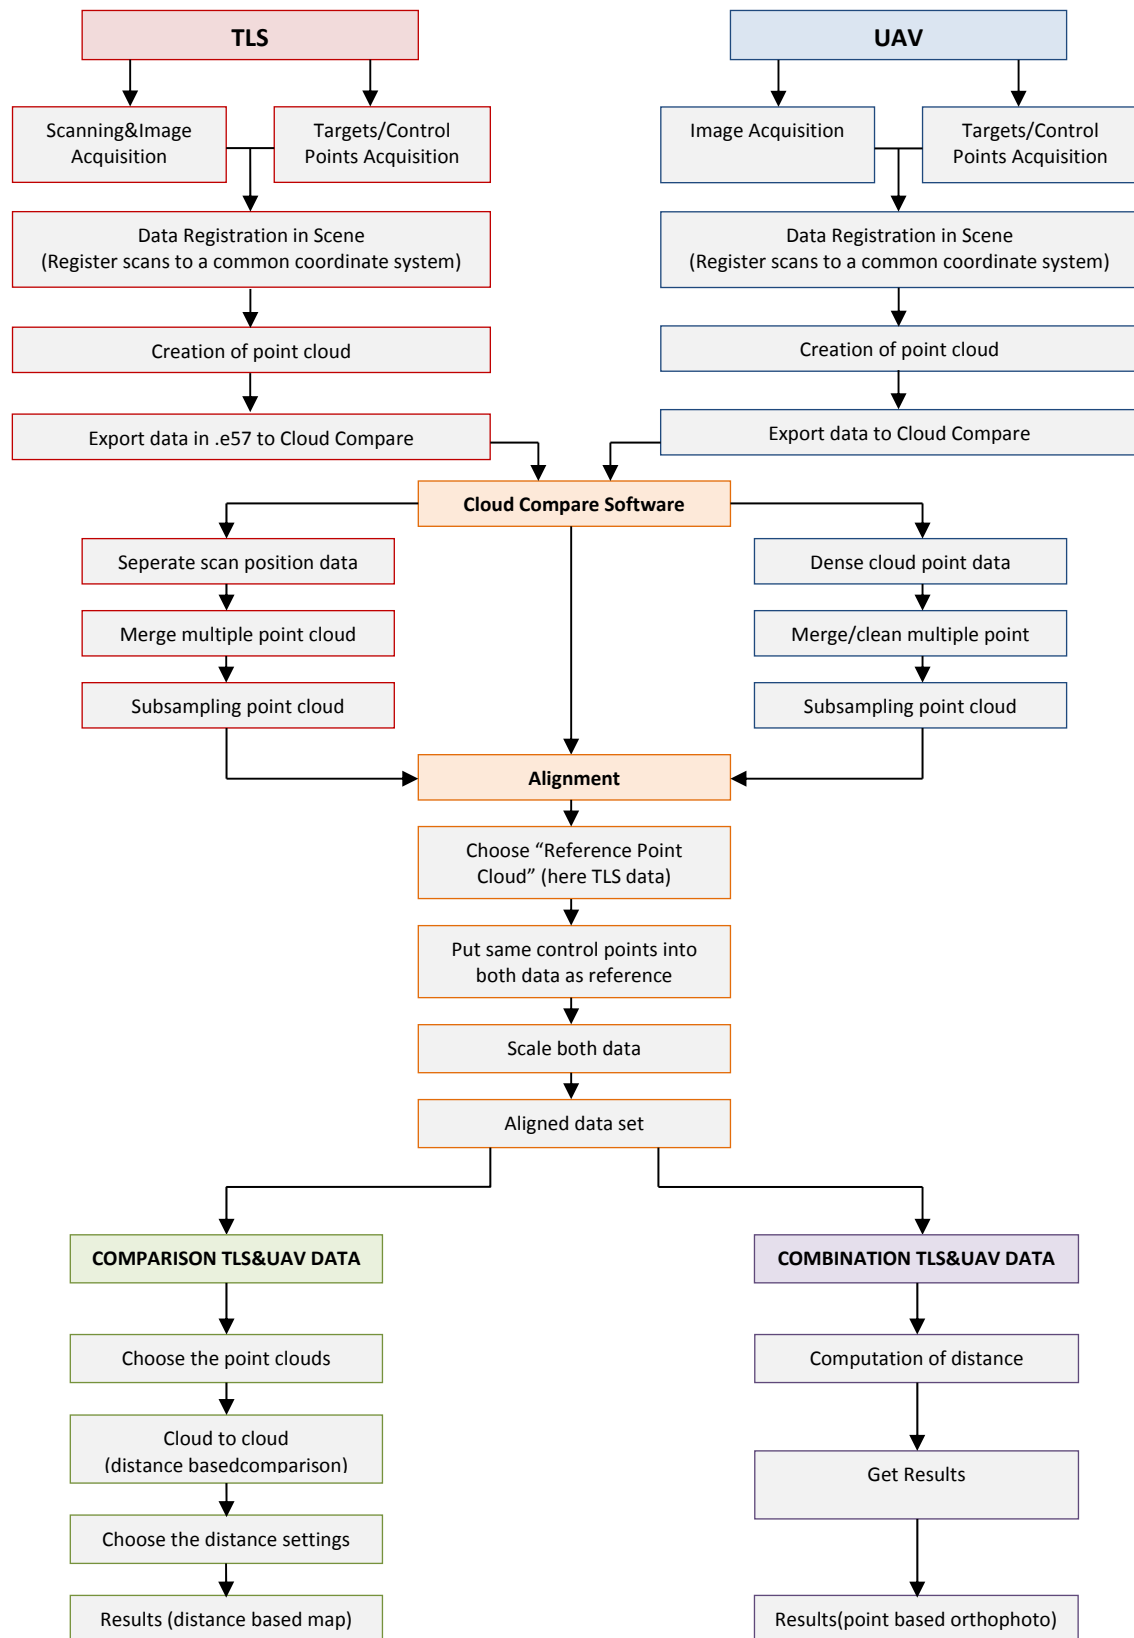 TLS
UAV
Scanning&Image
Acquisition
Targets/Control
Points Acquisition
Image Acquisition
Targets/Control
Points Acquisition
Data Registration in Scene
(Register scans to a common coordinate system)
Data Registration in Scene
(Register scans to a common coordinate system)
Creation of point cloud
Creation of point cloud
Export data in .e57 to Cloud Compare
Export data to Cloud Compare
Cloud Compare Software
Seperate scan position data
Dense cloud point data
Merge multiple point cloud
Merge/clean multiple point
Subsampling point cloud
Subsampling point cloud
Alignment
Choose “Reference Point
Cloud” (here TLS data)
Put same control points into
both data as reference
Scale both data
Aligned data set
COMPARISON TLS&UAV DATA
COMBINATION TLS&UAV DATA
Choose the point clouds
Computation of distance
Cloud to cloud
(distance basedcomparison)
Get Results
Choose the distance settings
Results (distance based map)
Results(point based orthophoto)